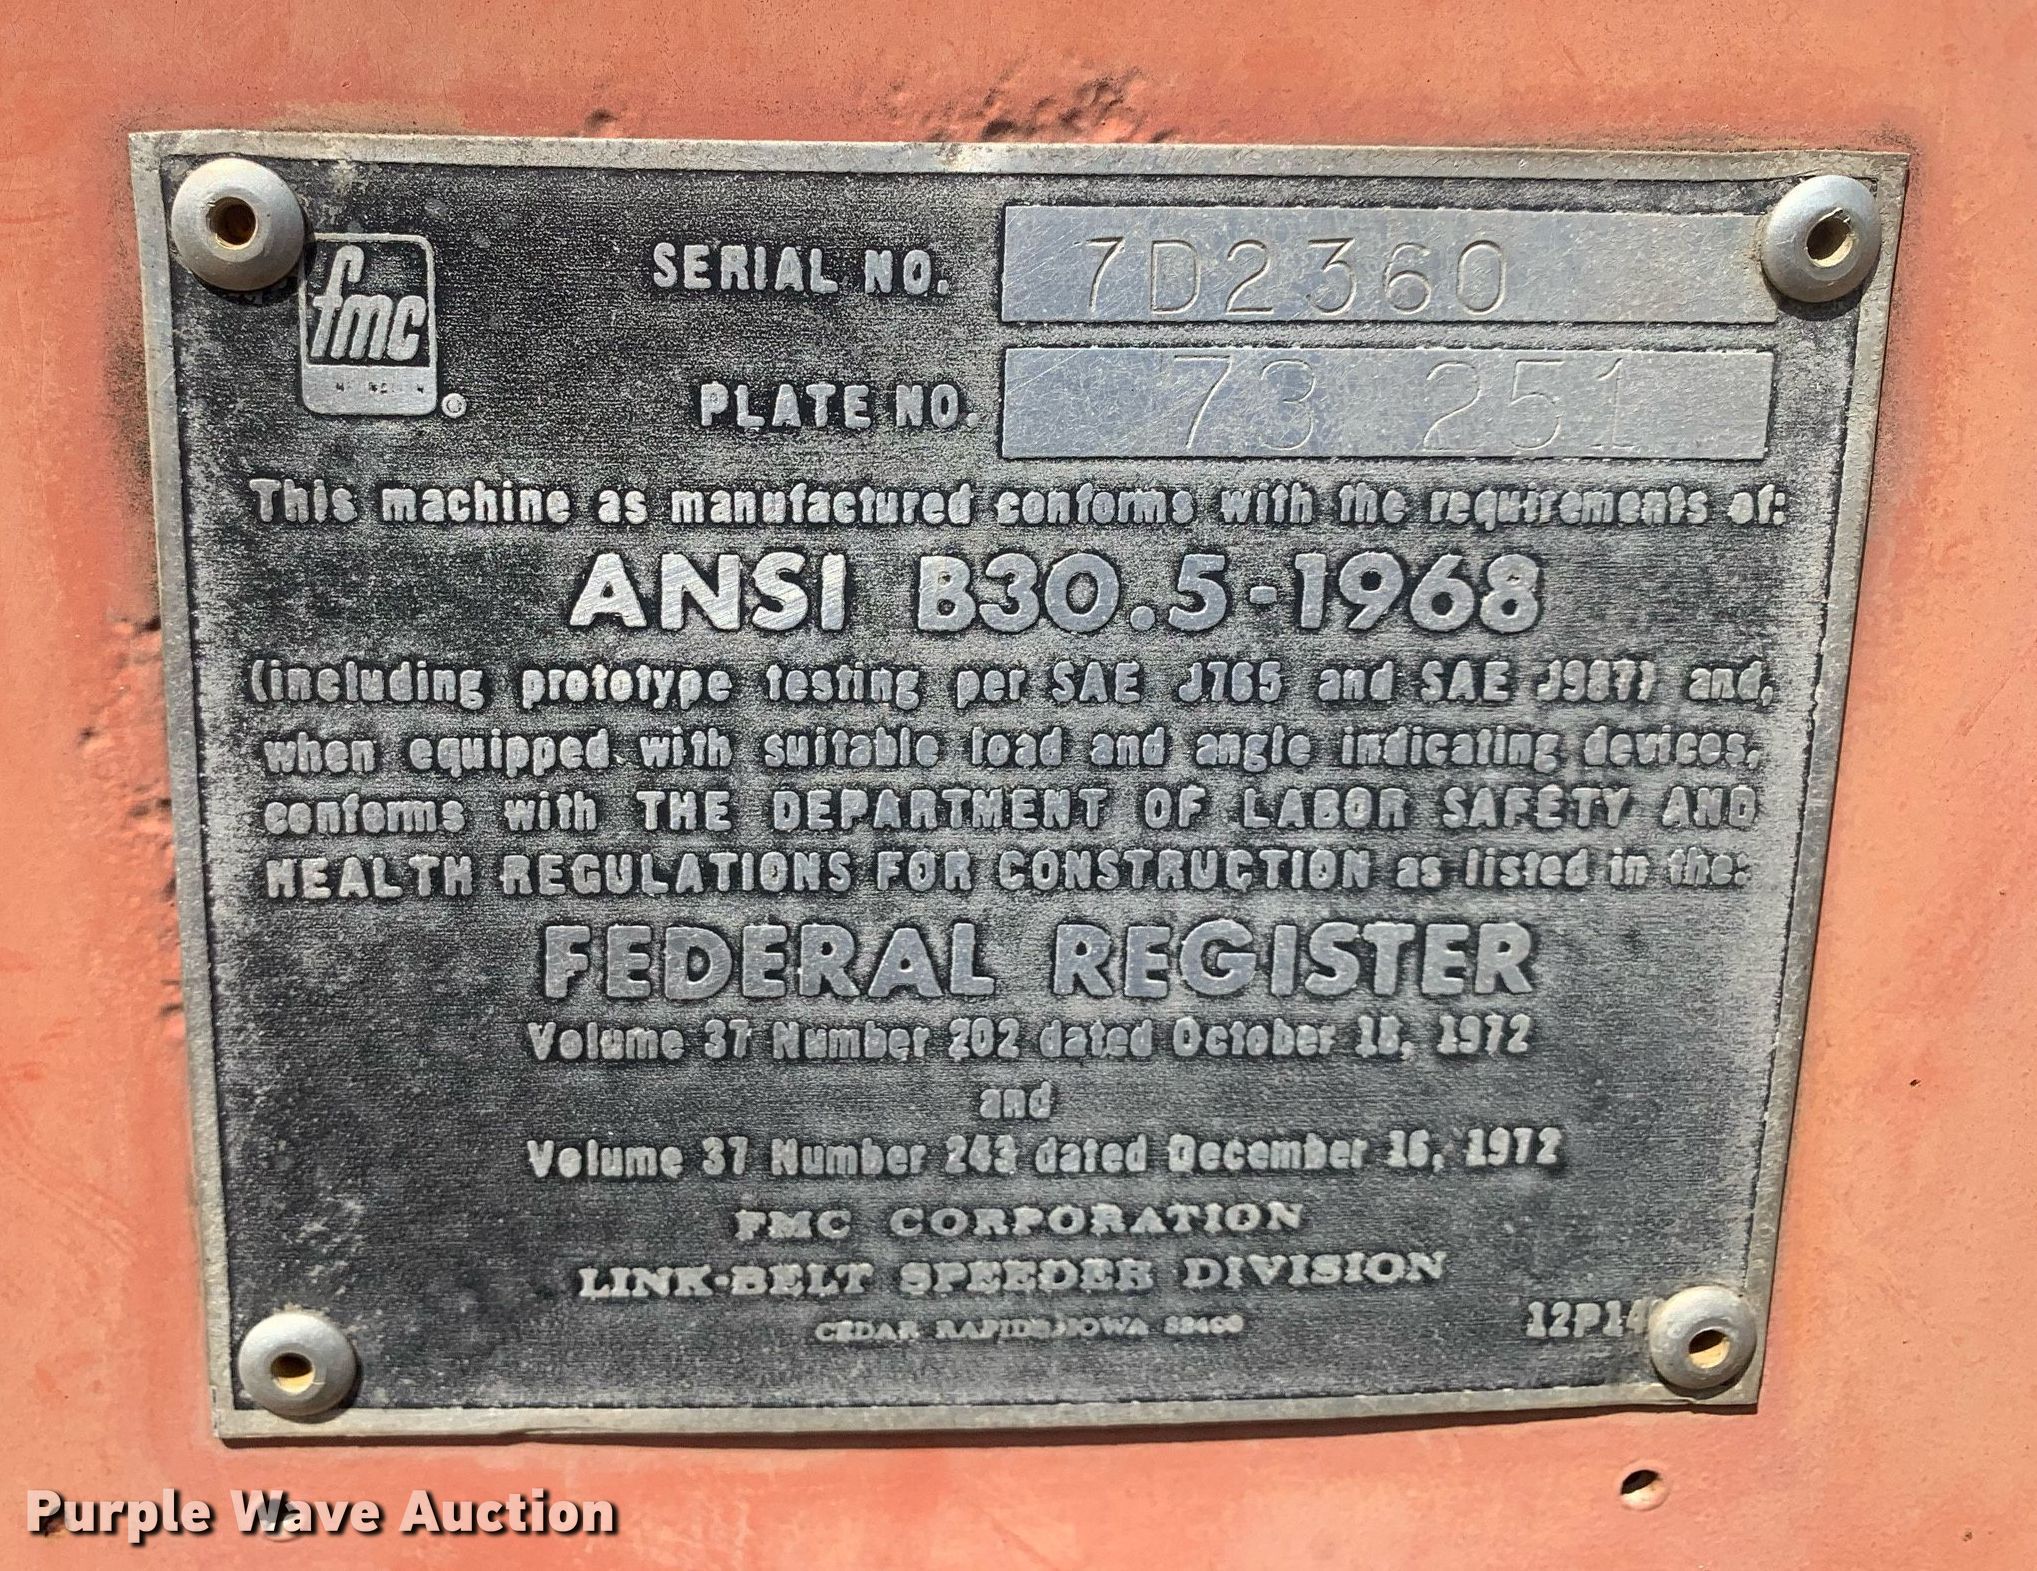 fmc
®
SERIAL NO. 7D2360
PLATE NO. 73 251
This machine as manufactured conforms with the requirements of:
ANSI B30.5-1968
(including prototype testing per SAE J765 and SAE J987) and,
when equipped with suitable load and angle indicating devices,
conforms with THE DEPARTMENT OF LABOR SAFETY AND
HEALTH REGULATIONS FOR CONSTRUCTION as listed in the:
FEDERAL REGISTER
Volume 37 Number 202 dated October 18, 1972
and
Volume 37 Number 243 dated December 16, 1972
FMC CORPORATION
LINK-BELT SPEEDER DIVISION
CEDAR RAPIDS, IOWA
Purple Wave Auction